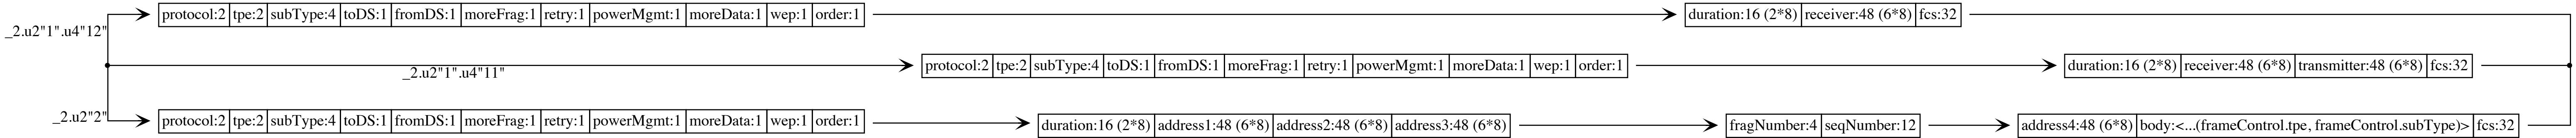 protocol:2 tpe:2 subType:4 toDS:1 fromDS:1 moreFrag:1 retry:1 powerMgmt:1 moreData:1 wep:1 order:1 duration:16 (2*8) receiver:48 (6*8) fcs:32
_2.u2"1".u4"12"
protocol:2 tpe:2 subType:4 toDS:1 fromDS:1 moreFrag:1 retry:1 powerMgmt:1 moreData:1 wep:1 order:1 duration:16 (2*8) receiver:48 (6*8) transmitter:48 (6*8) fcs:32
_2.u2"1".u4"11"
_2.u2"2"
protocol:2 tpe:2 subType:4 toDS:1 fromDS:1 moreFrag:1 retry:1 powerMgmt:1 moreData:1 wep:1 order:1 duration:16 (2*8) address1:48 (6*8) address2:48 (6*8) address3:48 (6*8) fragNumber:4 seqNumber:12 address4:48 (6*8) body:<...(frameControl.tpe, frameControl.subType)> fcs:32